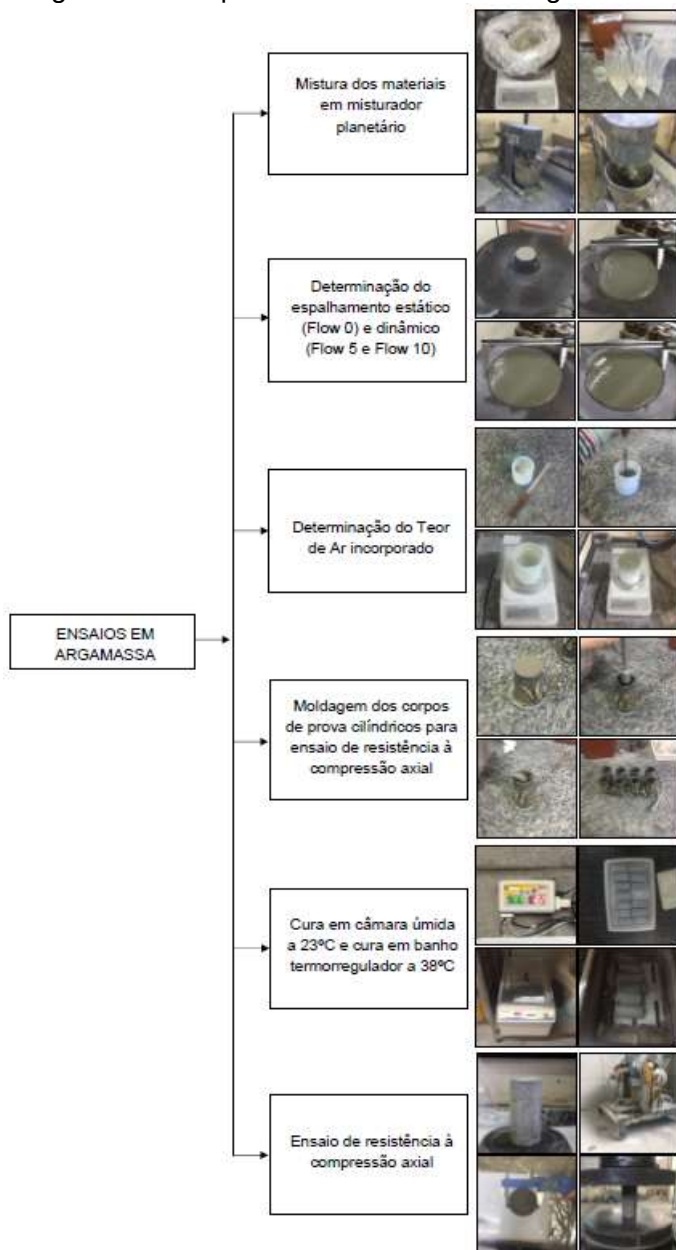 Mistura dos materiais
em misturador
planetário
Determinação do
espalhamento estático
(Flow 0) e dinâmico
(Flow 5 e Flow 10)
Determinação do Teor
de Ar incorporado
ENSAIOS EM
ARGAMASSA
Moldagem dos corpos
de prova cilíndricos para
ensaio de resistência à
compressão axial
Cura em câmara úmida
a 23ºC e cura em banho
termorregulador a 38ºC
Ensaio de resistência à
compressão axial